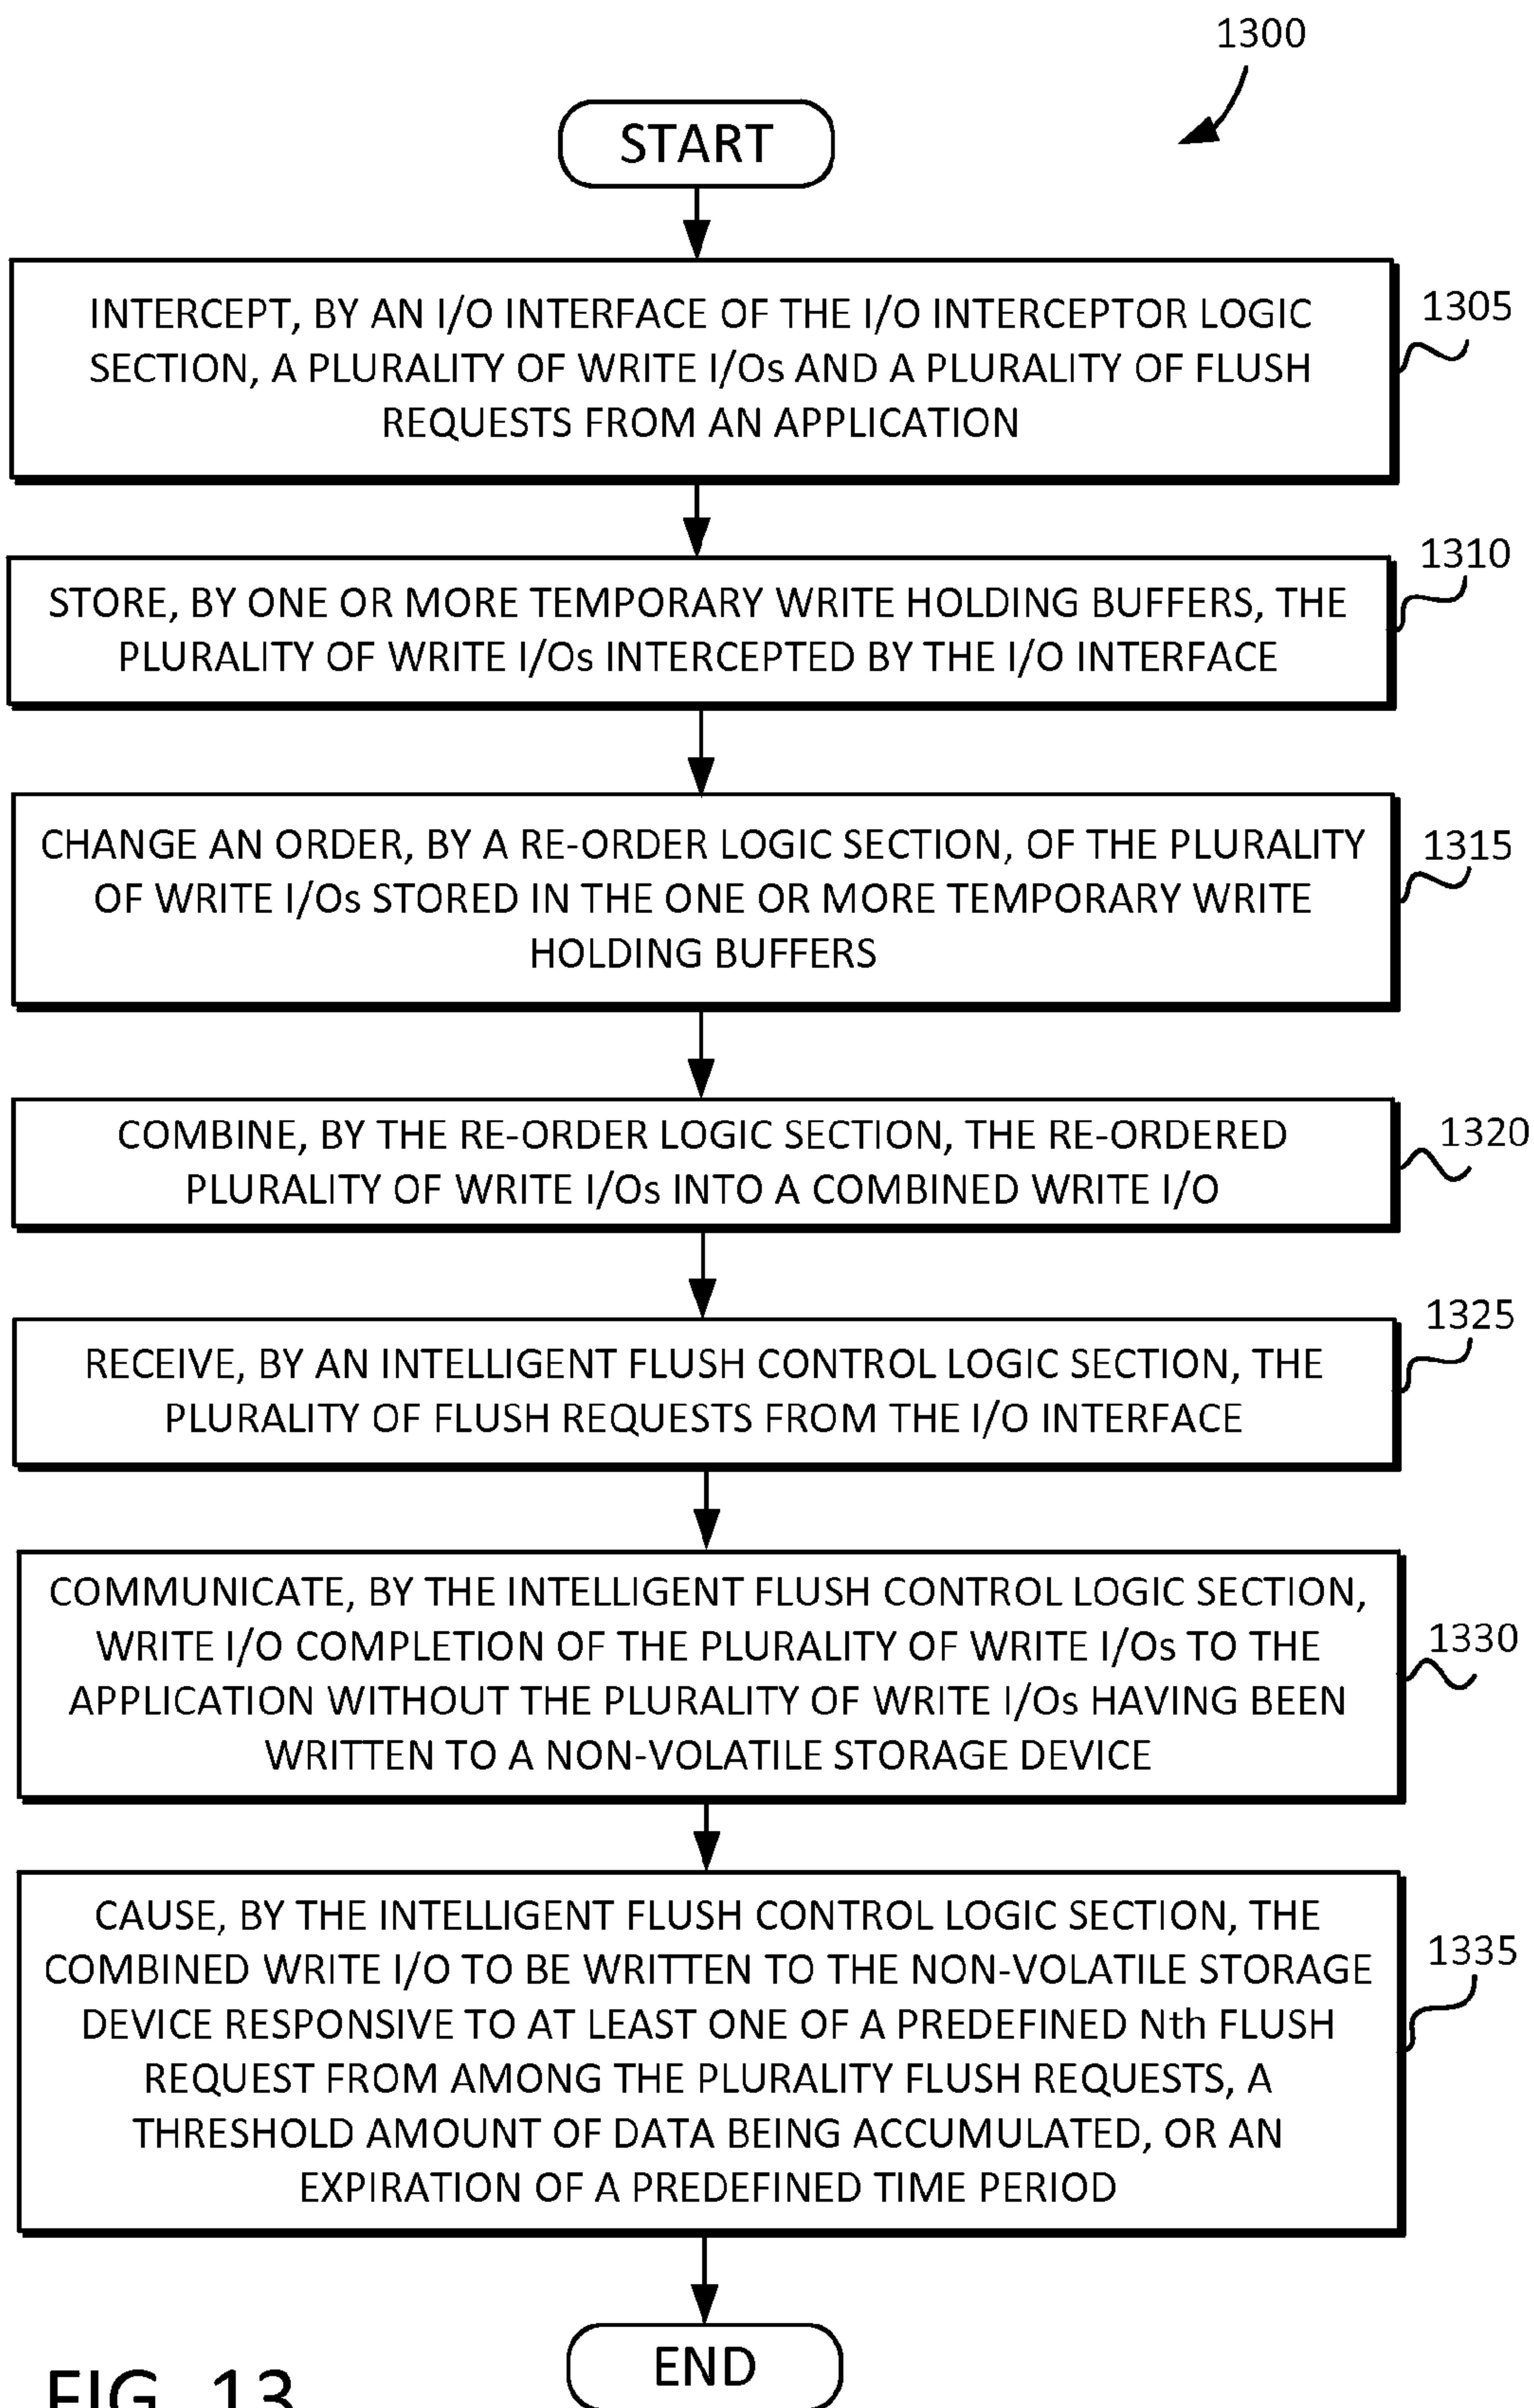 1300
START
INTERCEPT, BY AN I/O INTERFACE OF THE I/O INTERCEPTOR LOGIC
SECTION, A PLURALITY OF WRITE I/Os AND A PLURALITY OF FLUSH
REQUESTS FROM AN APPLICATION
1305
STORE, BY ONE OR MORE TEMPORARY WRITE HOLDING BUFFERS, THE
PLURALITY OF WRITE I/Os INTERCEPTED BY THE I/O INTERFACE
1310
CHANGE AN ORDER, BY A RE-ORDER LOGIC SECTION, OF THE PLURALITY
OF WRITE I/Os STORED IN THE ONE OR MORE TEMPORARY WRITE
HOLDING BUFFERS
1315
COMBINE, BY THE RE-ORDER LOGIC SECTION, THE RE-ORDERED
PLURALITY OF WRITE I/Os INTO A COMBINED WRITE I/O
1320
RECEIVE, BY AN INTELLIGENT FLUSH CONTROL LOGIC SECTION, THE
PLURALITY OF FLUSH REQUESTS FROM THE I/O INTERFACE
1325
COMMUNICATE, BY THE INTELLIGENT FLUSH CONTROL LOGIC SECTION,
WRITE I/O COMPLETION OF THE PLURALITY OF WRITE I/Os TO THE
APPLICATION WITHOUT THE PLURALITY OF WRITE I/Os HAVING BEEN
WRITTEN TO A NON-VOLATILE STORAGE DEVICE
1330
CAUSE, BY THE INTELLIGENT FLUSH CONTROL LOGIC SECTION, THE
COMBINED WRITE I/O TO BE WRITTEN TO THE NON-VOLATILE STORAGE
DEVICE RESPONSIVE TO AT LEAST ONE OF A PREDEFINED Nth FLUSH
REQUEST FROM AMONG THE PLURALITY FLUSH REQUESTS, A
THRESHOLD AMOUNT OF DATA BEING ACCUMULATED, OR AN
EXPIRATION OF A PREDEFINED TIME PERIOD
1335
END
FIG. 13